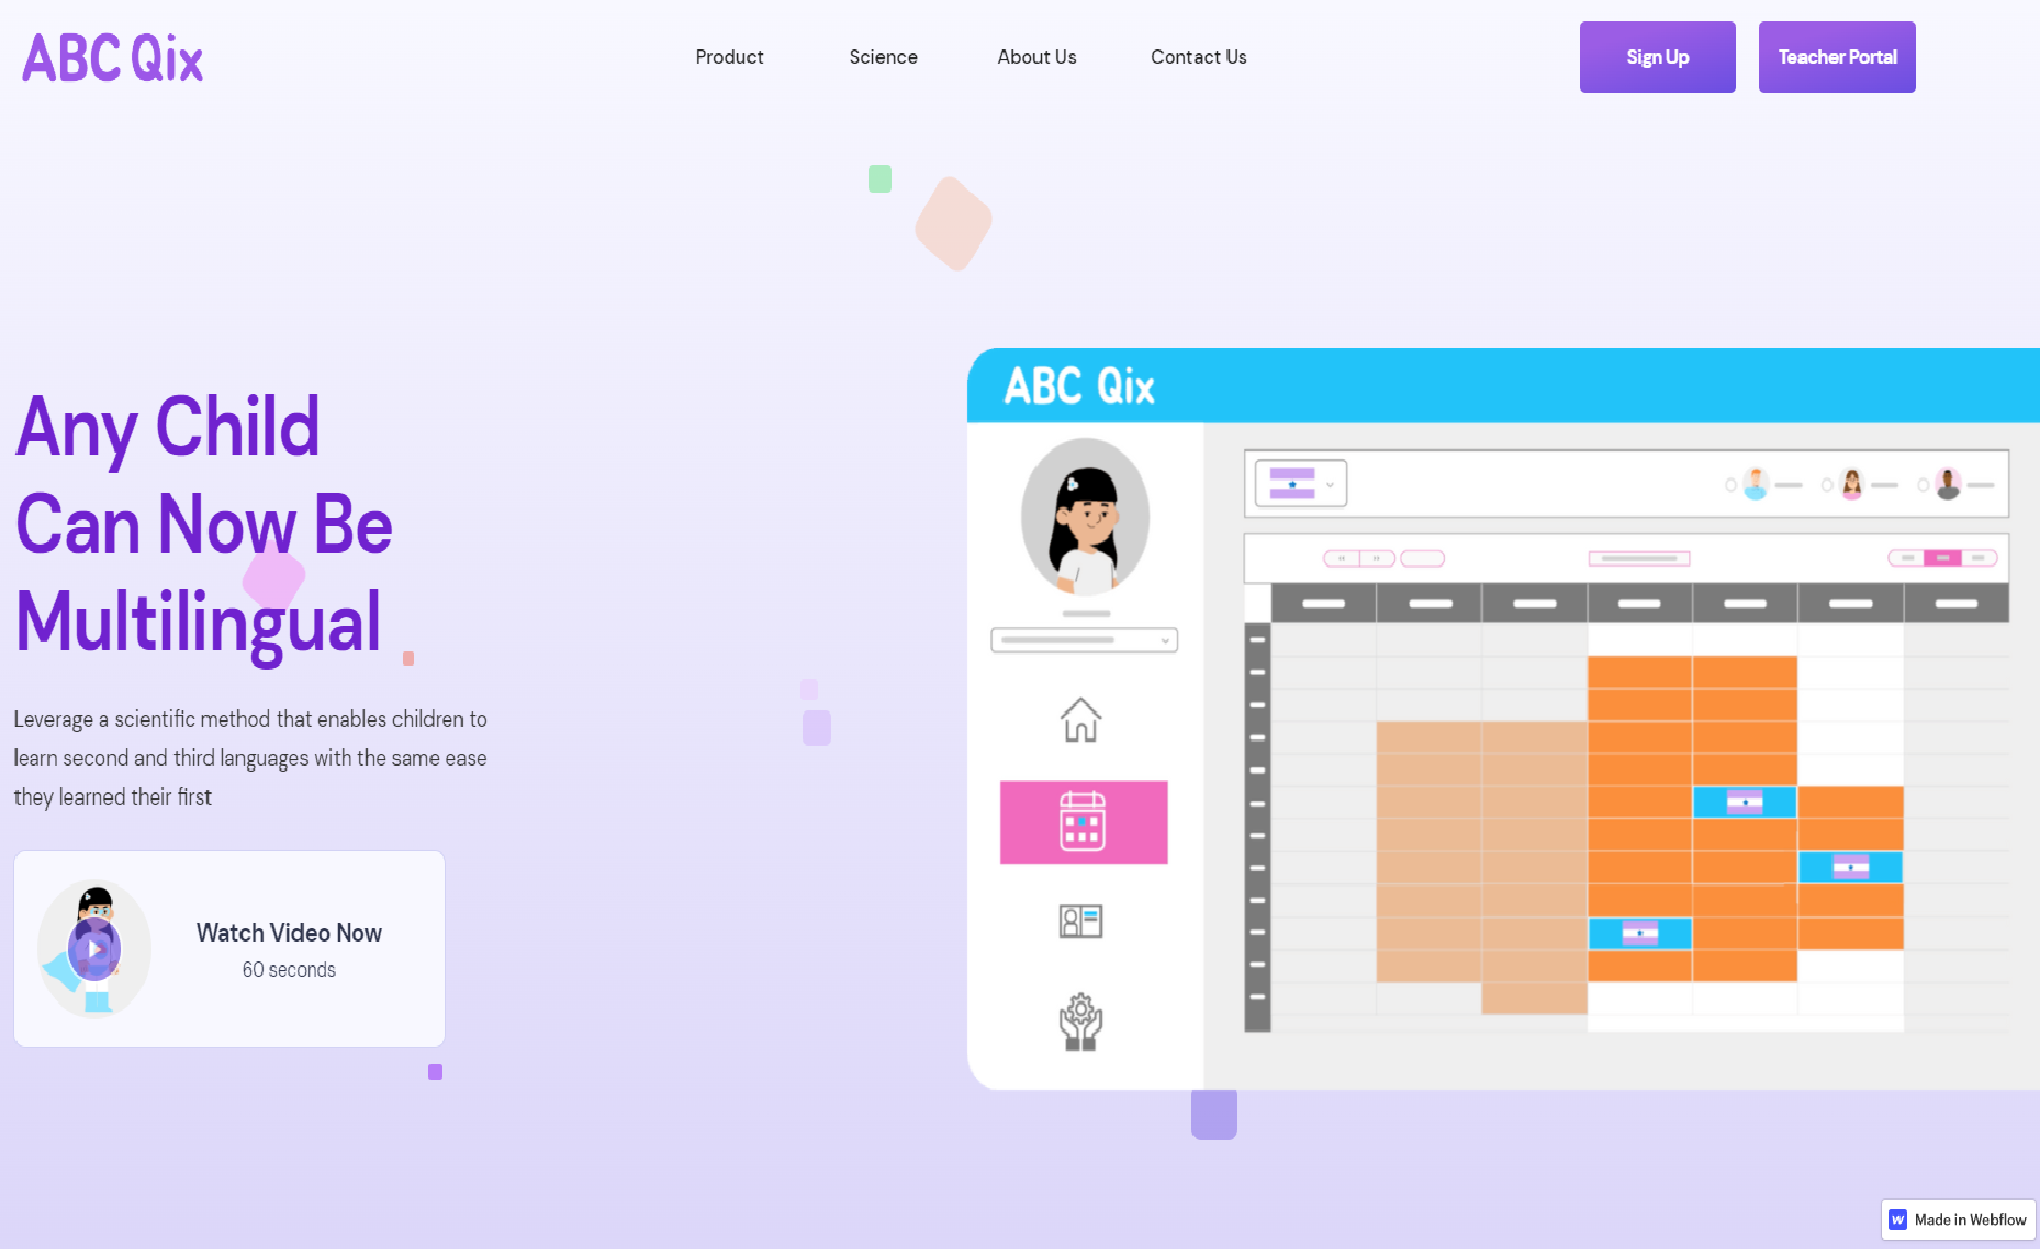 ABC Qix
Product
Science
About Us
Contact Us
Sign Up
Teacher Portal
ABC Qix
Any Child
Can Now Be
Multilingual
Leverage a scientific method that enables children to
learn second and third languages with the same ease
they learned their first
Watch Video Now
60 seconds
Made in Webflow